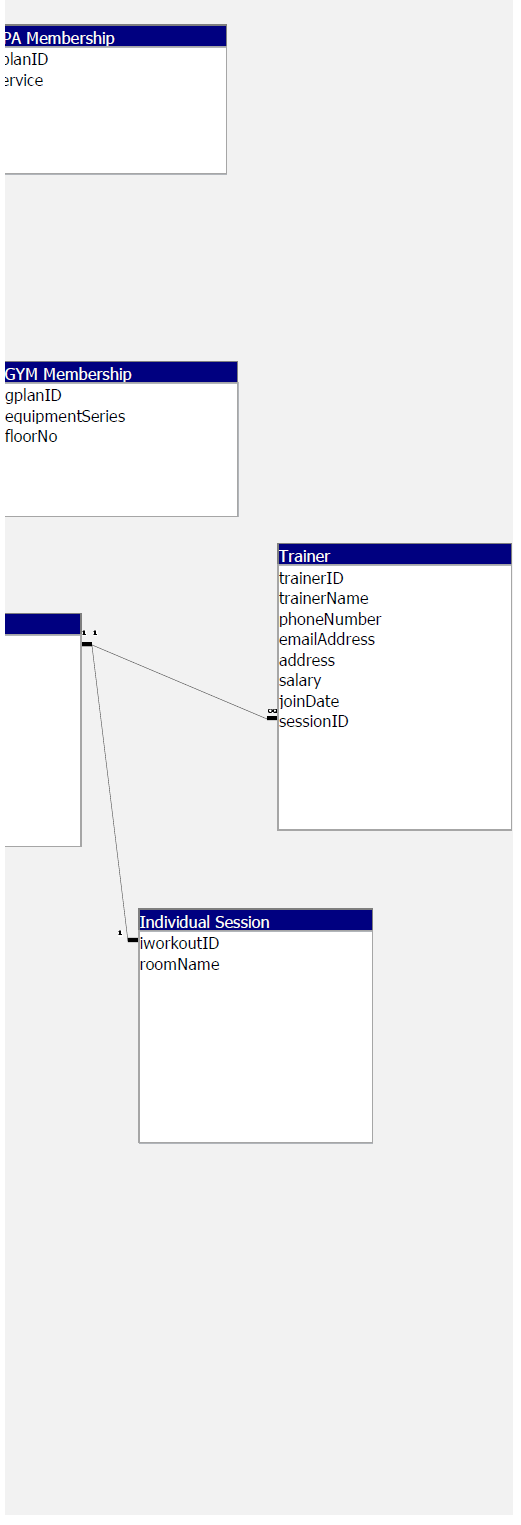 PA Membership
planID
ervice
GYM Membership
gplanID
equipmentSeries
floorNo
Trainer
trainerID
trainerName
phoneNumber
emailAddress
address
salary
joinDate
sessionID
1 1
∞
Individual Session
1
iworkoutID
roomName